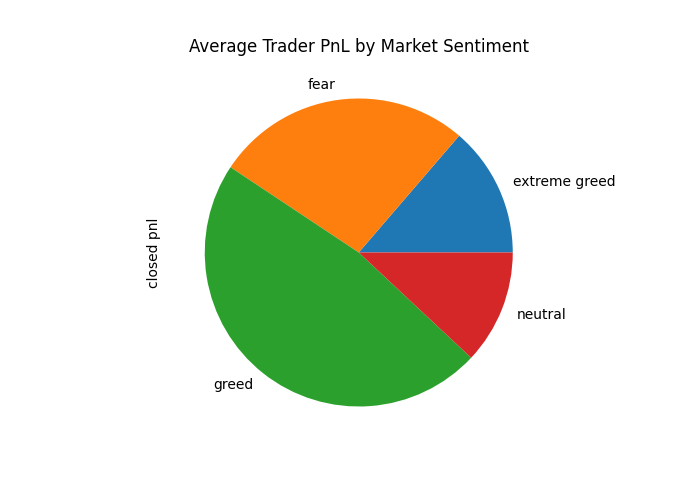 Average Trader PnL by Market Sentiment
fear
extreme greed
closed pnl
neutral
greed